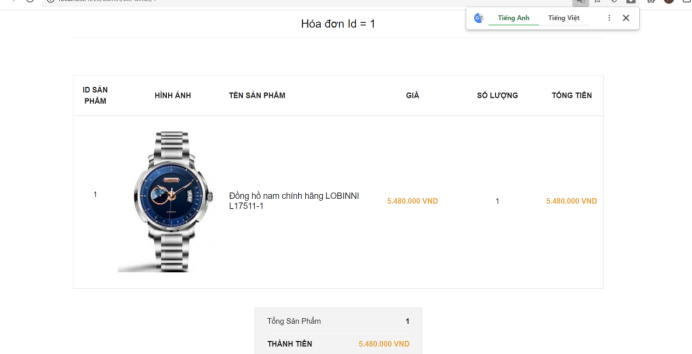 Hóa đơn Id = 1
Tiếng Anh Tiếng Việt
ID SẢN PHẨM
HÌNH ẢNH
TÊN SẢN PHẨM
GIÁ
SỐ LƯỢNG
TỔNG TIỀN
1
Đồng hồ nam chính hãng LOBINNI
L17511-1
5.480.000 VND
1
5.480.000 VND
Tổng Sản Phẩm 1
THÀNH TIỀN 5.480.000 VND